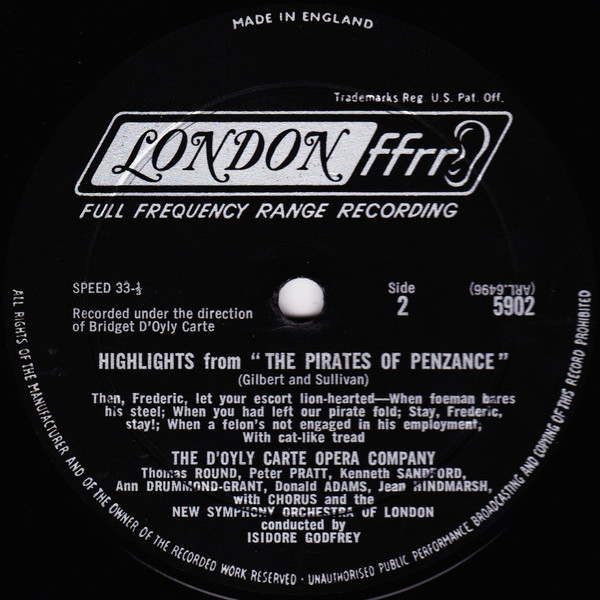 MADE IN ENGLAND
Trademarks Reg. U.S. Pat. Off.
LONDON ffrr
FULL FREQUENCY RANGE RECORDING
SPEED 33-⅓
Side
2
(ARL.6496)
5902
Recorded under the direction
of Bridget D'Oyly Carte
HIGHLIGHTS from “THE PIRATES OF PENZANCE”
(Gilbert and Sullivan)
Then, Frederic, let your escort lion-hearted—When foeman bares
his steel; When you had left our pirate fold; Stay, Frederic,
stay!; When a felon's not engaged in his employment;
With cat-like tread
THE D'OYLY CARTE OPERA COMPANY
Thomas ROUND, Peter PRATT, Kenneth SANDFORD,
Ann DRUMMOND-GRANT, Donald ADAMS, Jean HINDMARSH,
with CHORUS and the
NEW SYMPHONY ORCHESTRA OF LONDON
conducted by
ISIDORE GODFREY
ALL RIGHTS OF THE MANUFACTURER AND OF THE OWNER OF THE RECORDED WORK RESERVED · UNAUTHORISED PUBLIC PERFORMANCE BROADCASTING AND COPYING OF THIS RECORD PROHIBITED